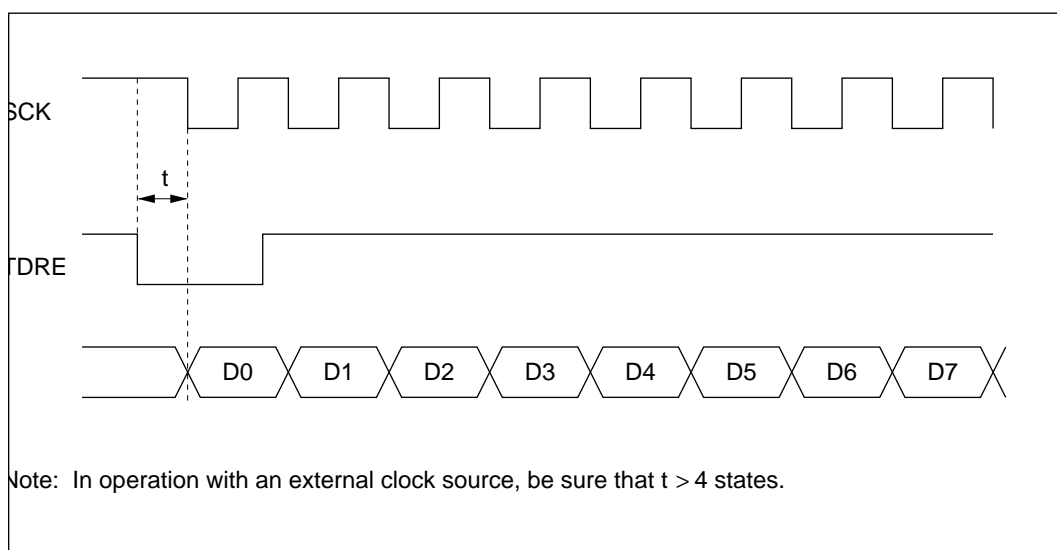 SCK
t
TDRE
D0 D1 D2 D3 D4 D5 D6 D7
Note: In operation with an external clock source, be sure that t > 4 states.